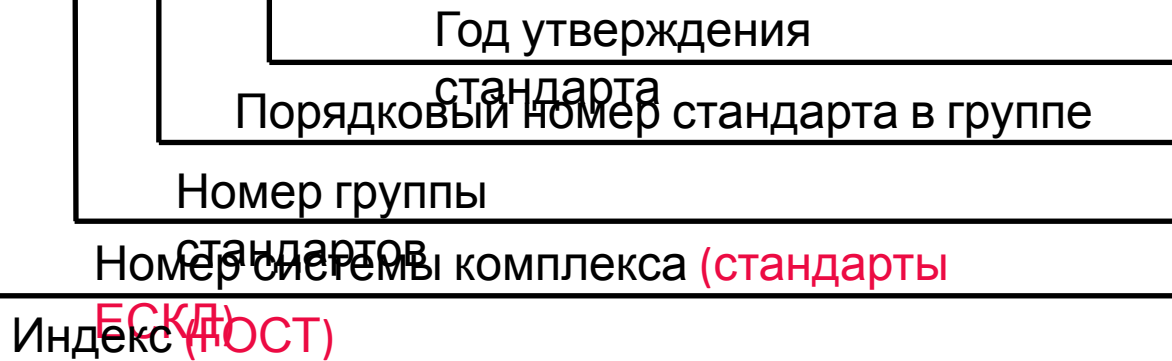 Год утверждения
стандарта
Порядковый номер стандарта в группе
Номер группы
стандартов
Номер системы комплекса (стандарты
ЕСКД)
Индекс (ГОСТ)